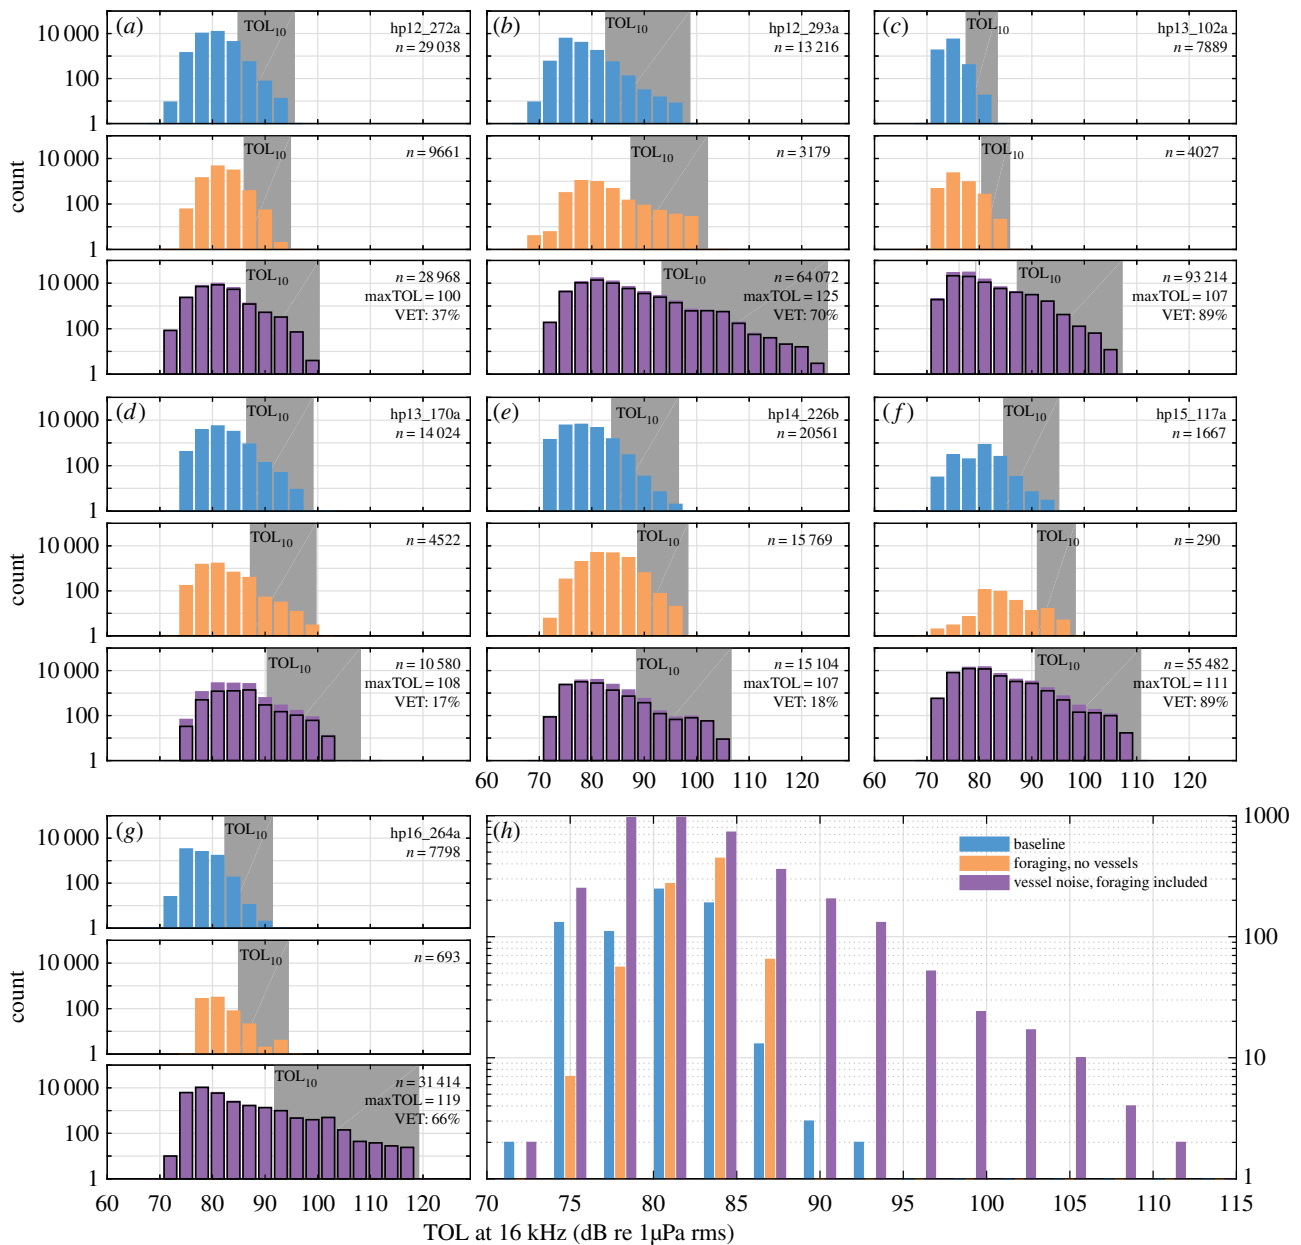 (a) TOL10 hp12_272a
n = 29 038
10 000
100
1
TOL10 n = 9661
10 000
100
1
TOL10 n = 28 968
maxTOL = 100
VET: 37%
10 000
100
1
count
(b) TOL10 hp12_293a
n = 13 216
TOL10 n = 3179
TOL10 n = 64 072
maxTOL = 125
VET: 70%
(c) TOL10 hp13_102a
n = 7889
TOL10 n = 4027
TOL10 n = 93 214
maxTOL = 107
VET: 89%
(d) TOL10 hp13_170a
n = 14 024
10 000
100
1
TOL10 n = 4522
10 000
100
1
TOL10 n = 10 580
maxTOL = 108
VET: 17%
10 000
100
1
count
(e) TOL10 hp14_226b
n = 20561
TOL10 n = 15 769
TOL10 n = 15 104
maxTOL = 107
VET: 18%
60 70 80 90 100 110 120
(f) TOL10 hp15_117a
n = 1667
TOL10 n = 290
TOL10 n = 55 482
maxTOL = 111
VET: 89%
60 70 80 90 100 110 120
(g) TOL10 hp16_264a
n = 7798
10 000
100
1
TOL10 n = 693
10 000
100
1
TOL10 n = 31 414
maxTOL = 119
VET: 66%
10 000
100
1
count
60 70 80 90 100 110 120
(h)
baseline
foraging, no vessels
vessel noise, foraging included
1000
100
10
1
70 75 80 85 90 95 100 105 110 115
TOL at 16 kHz (dB re 1μPa rms)